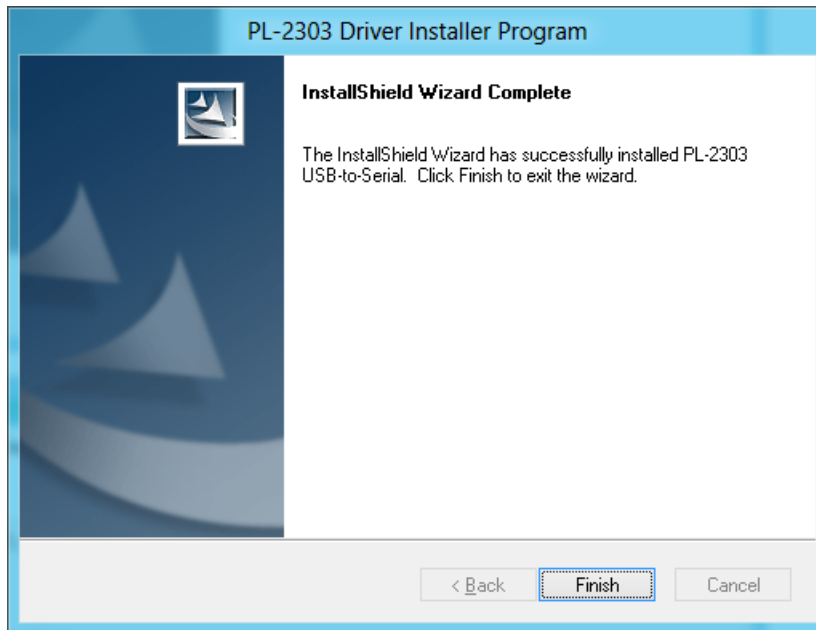 PL-2303 Driver Installer Program
InstallShield Wizard Complete
The InstallShield Wizard has successfully installed PL-2303
USB-to-Serial. Click Finish to exit the wizard.
< Back
Finish
Cancel